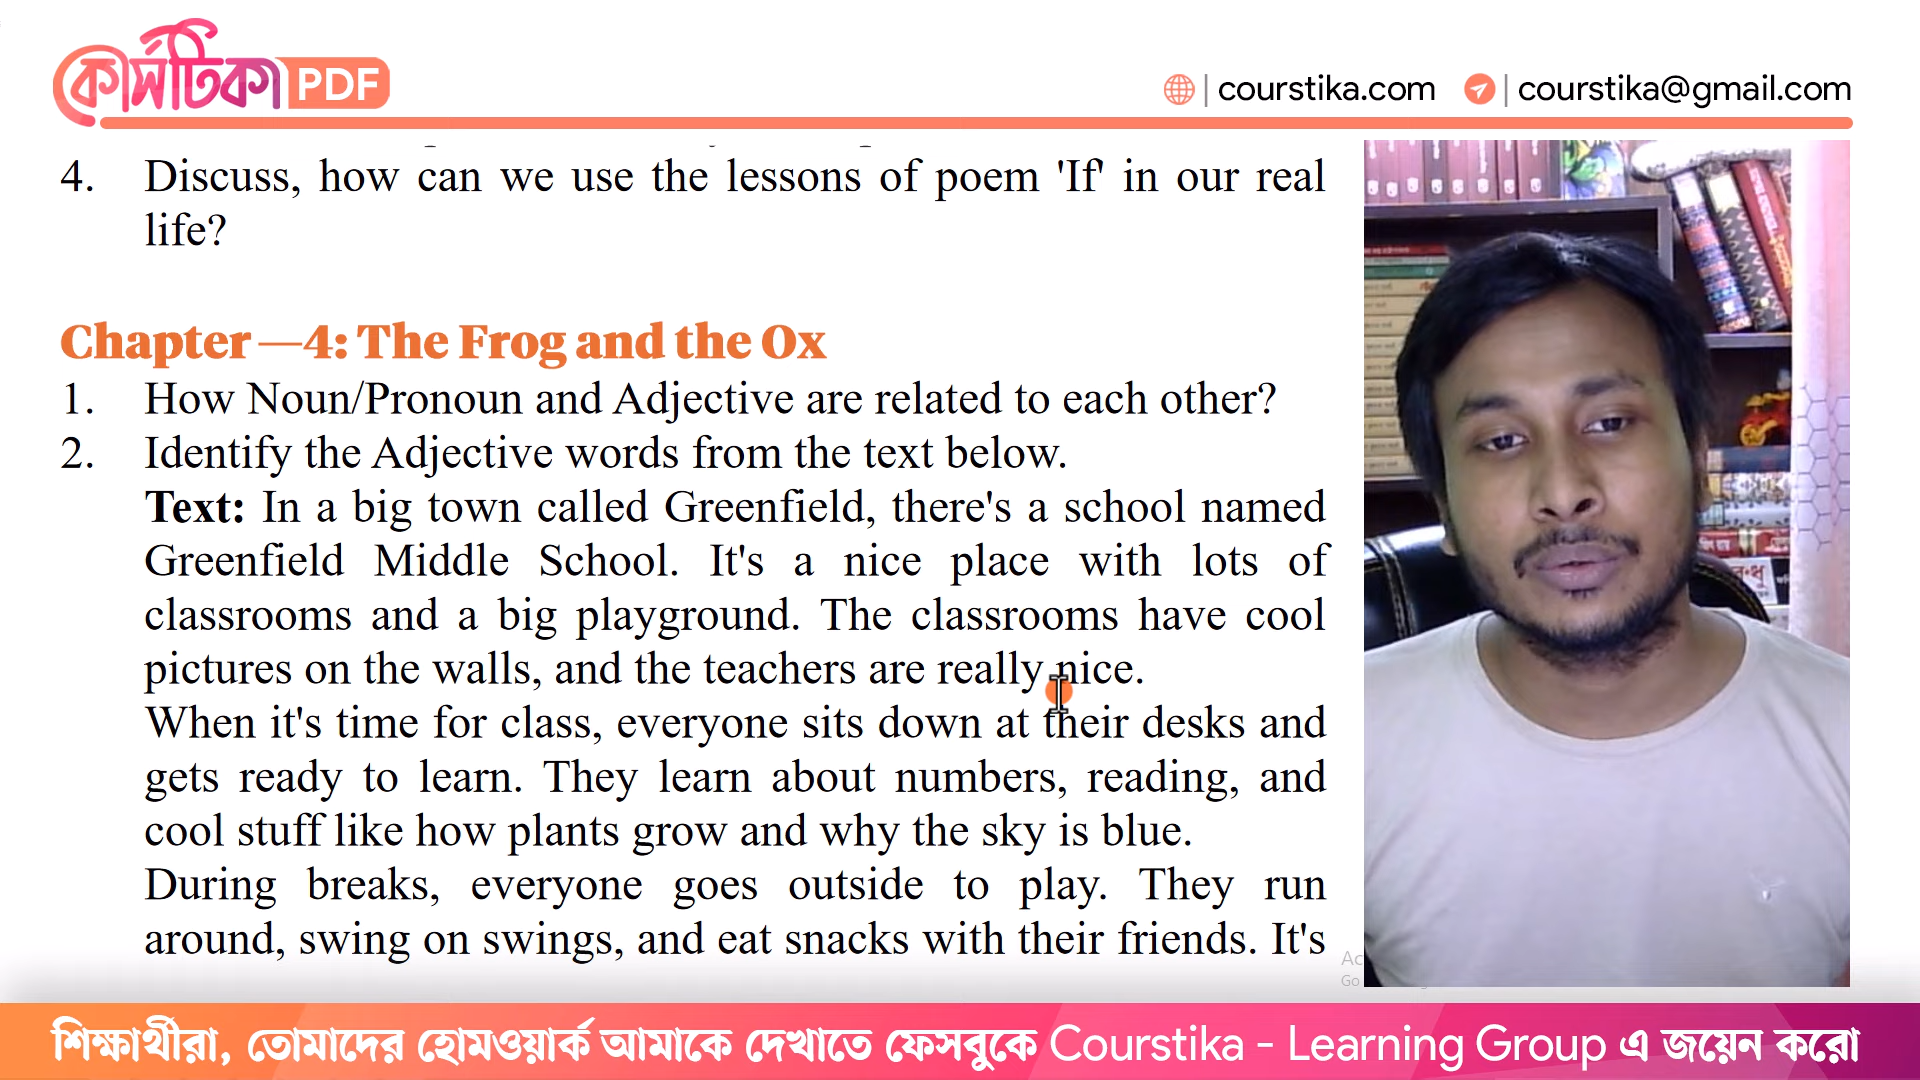 কোর্সটিকা PDF
courstika.com
courstika@gmail.com
4. Discuss, how can we use the lessons of poem 'If' in our real
life?
Chapter—4: The Frog and the Ox
1. How Noun/Pronoun and Adjective are related to each other?
2. Identify the Adjective words from the text below.
Text: In a big town called Greenfield, there's a school named
Greenfield Middle School. It's a nice place with lots of
classrooms and a big playground. The classrooms have cool
pictures on the walls, and the teachers are really nice.
When it's time for class, everyone sits down at their desks and
gets ready to learn. They learn about numbers, reading, and
cool stuff like how plants grow and why the sky is blue.
During breaks, everyone goes outside to play. They run
around, swing on swings, and eat snacks with their friends. It's
Go
শিক্ষার্থীরা, তোমাদের হোমওয়ার্ক আমাকে দেখাতে ফেসবুকে Courstika - Learning Group এ জয়েন করো